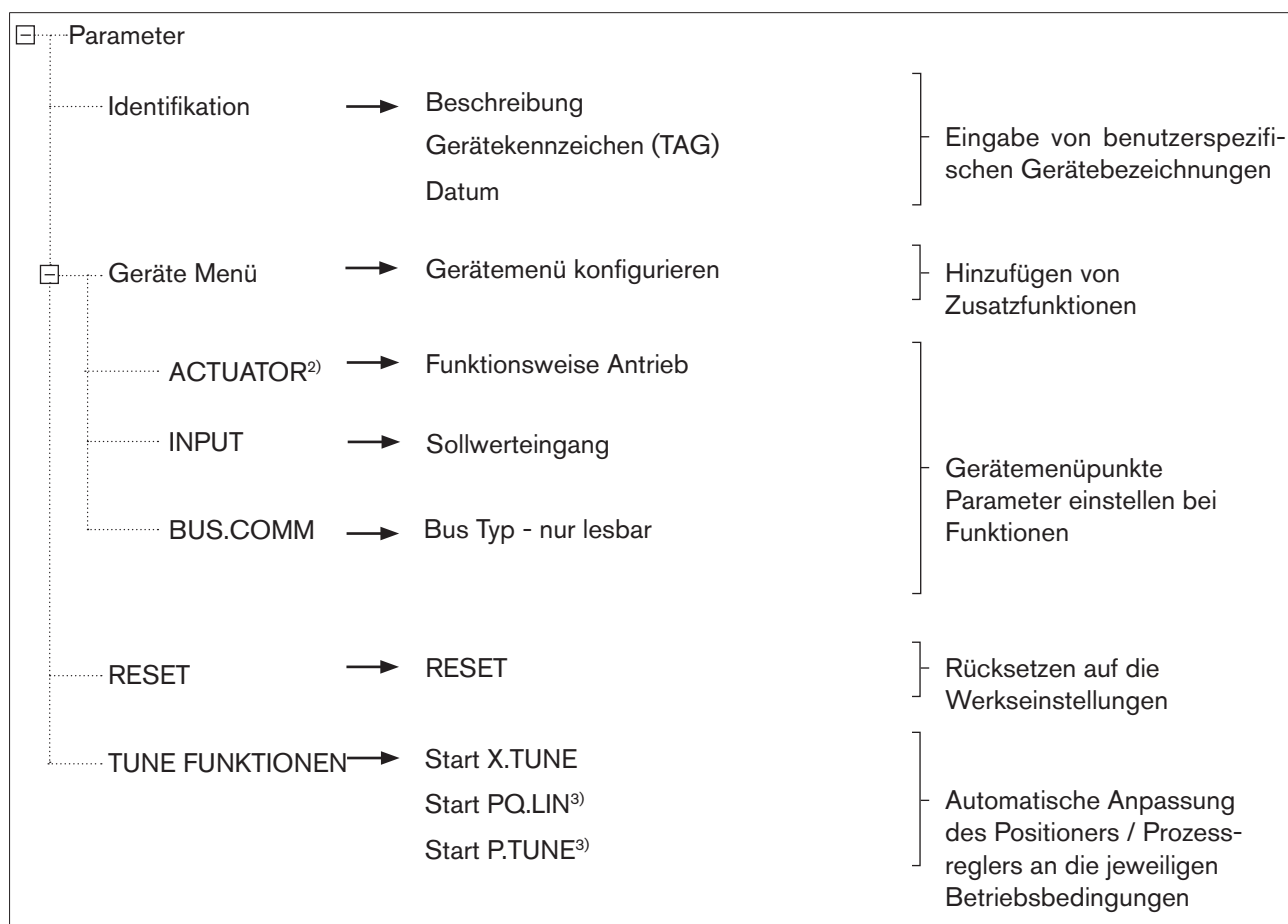 Parameter
Identifikation
Beschreibung
Gerätekennzeichen (TAG)
Datum
Eingabe von benutzerspezifi-
schen Gerätebezeichnungen
Geräte Menü
Gerätemenü konfigurieren
Hinzufügen von
Zusatzfunktionen
ACTUATOR²⁾
Funktionsweise Antrieb
INPUT
Sollwerteingang
BUS.COMM
Bus Typ - nur lesbar
Gerätemenüpunkte
Parameter einstellen bei
Funktionen
RESET
RESET
Rücksetzen auf die
Werkseinstellungen
TUNE FUNKTIONEN
Start X.TUNE
Start PQ.LIN³⁾
Start P.TUNE³⁾
Automatische Anpassung
des Positioners / Prozess-
reglers an die jeweiligen
Betriebsbedingungen